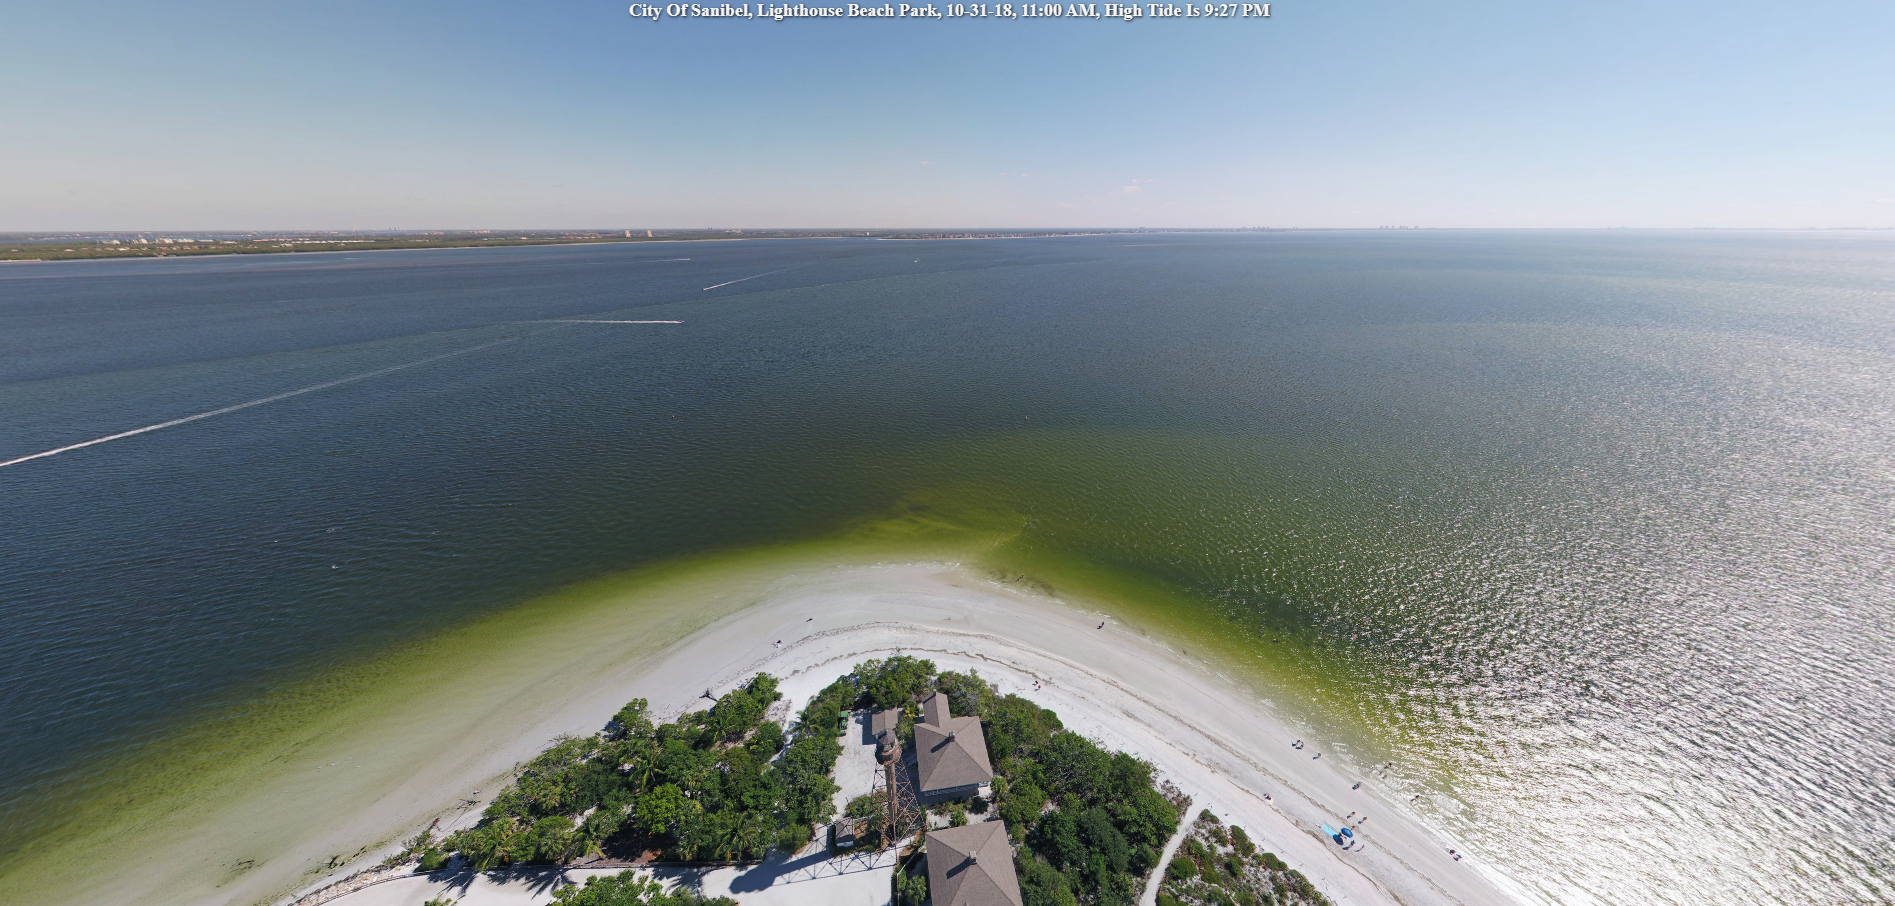 City Of Sanibel, Lighthouse Beach Park, 10-31-18, 11:00 AM, High Tide Is 9:27 PM